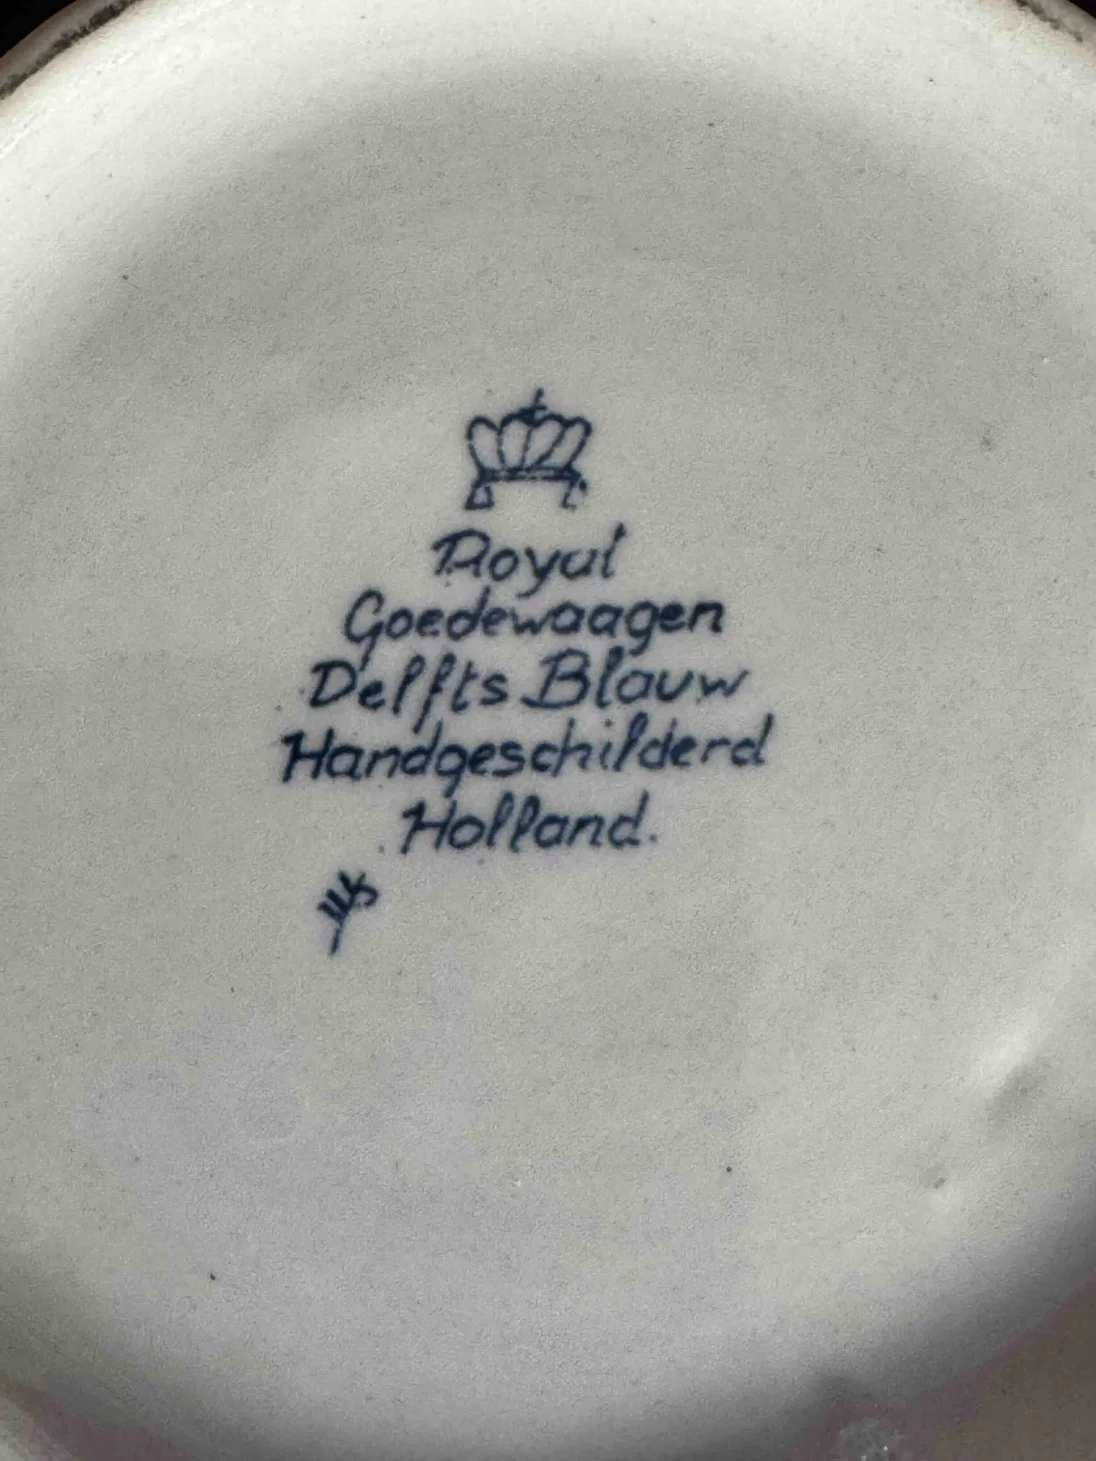 Royal
Goedewaagen
Delfts Blauw
Handgeschilderd
Holland.